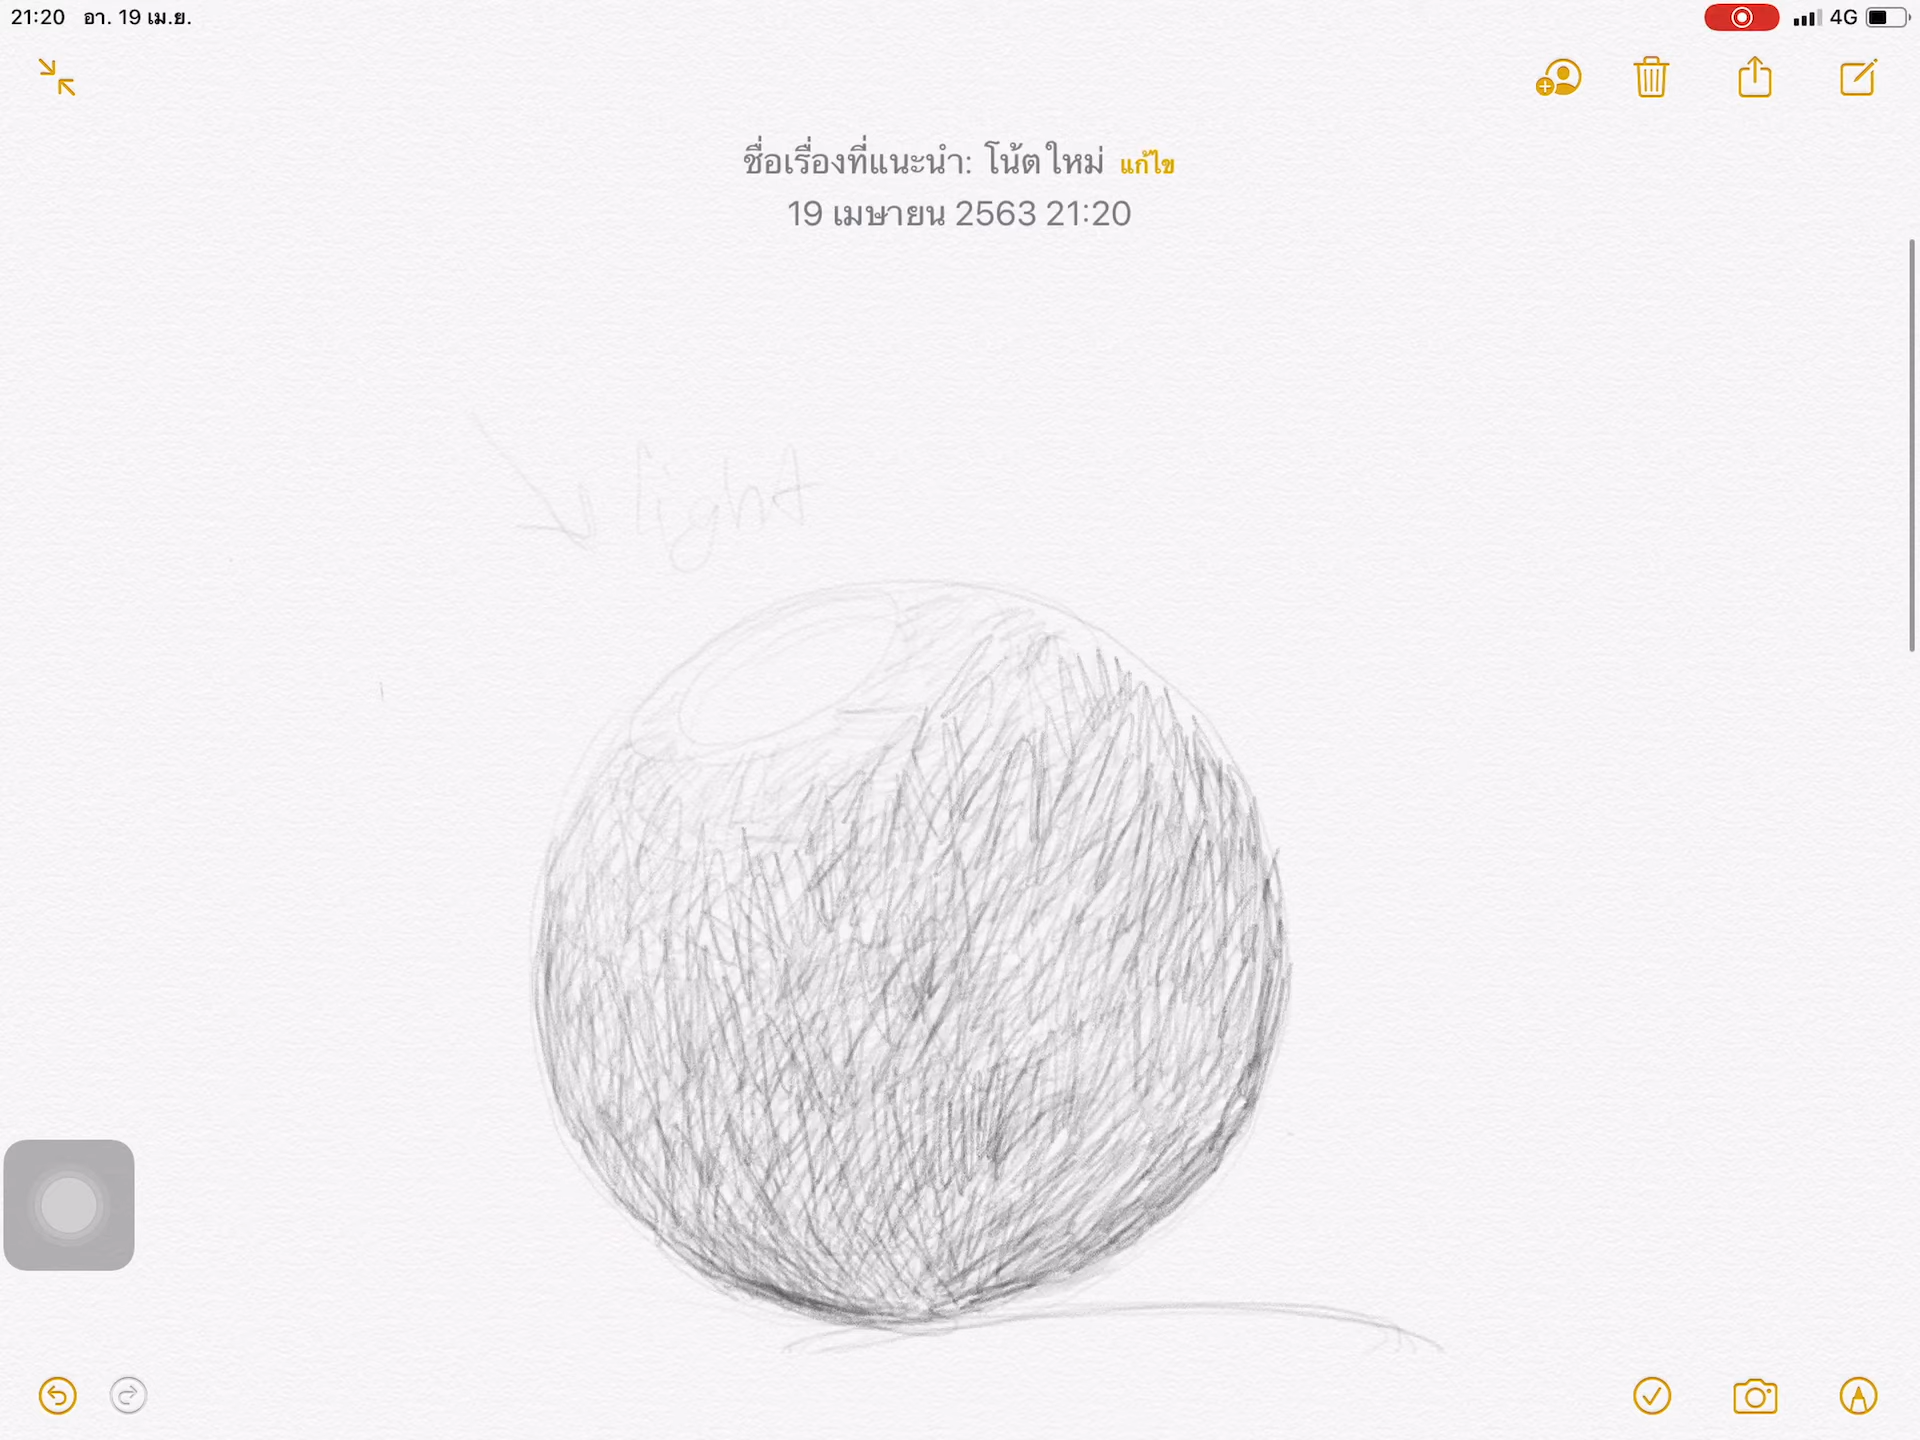 21:20 อา. 19 เม.ย.
4G
ชื่อเรื่องที่แนะนำ: โน้ตใหม่ แก้ไข
19 เมษายน 2563 21:20
light